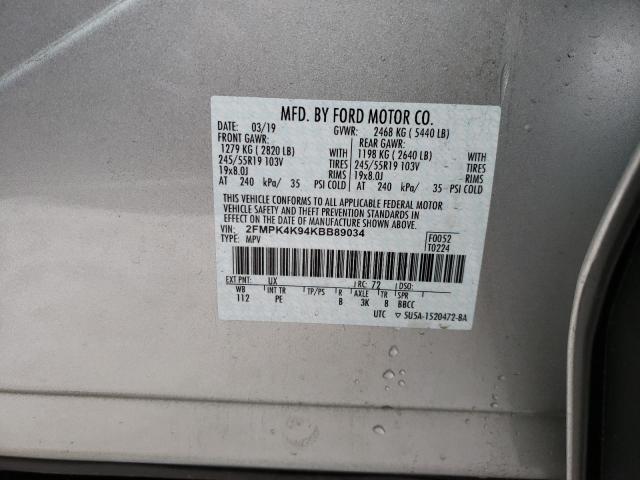 MFD. BY FORD MOTOR CO.
DATE: 03/19 GVWR: 2468 KG ( 5440 LB)
FRONT GAWR: REAR GAWR:
1279 KG ( 2820 LB) WITH 1198 KG ( 2640 LB) WITH
245/55R19 103V TIRES 245/55R19 103V TIRES
19x8.0J RIMS 19x8.0J RIMS
AT 240 kPa/ 35 PSI COLD AT 240 kPa/ 35 PSI COLD
THIS VEHICLE CONFORMS TO ALL APPLICABLE FEDERAL MOTOR
VEHICLE SAFETY AND THEFT PREVENTION STANDARDS IN
EFFECT ON THE DATE OF MANUFACTURE SHOWN ABOVE.
VIN: 2FMPK4K94KBB89034 F0052
TYPE: MPV T0224
EXT PNT: UX RC: 72 DSO:
WB INT TR TP/PS R AXLE TR SPR
112 PE B 3K B BBCC
UTC ▽ 5U5A-1520472-BA